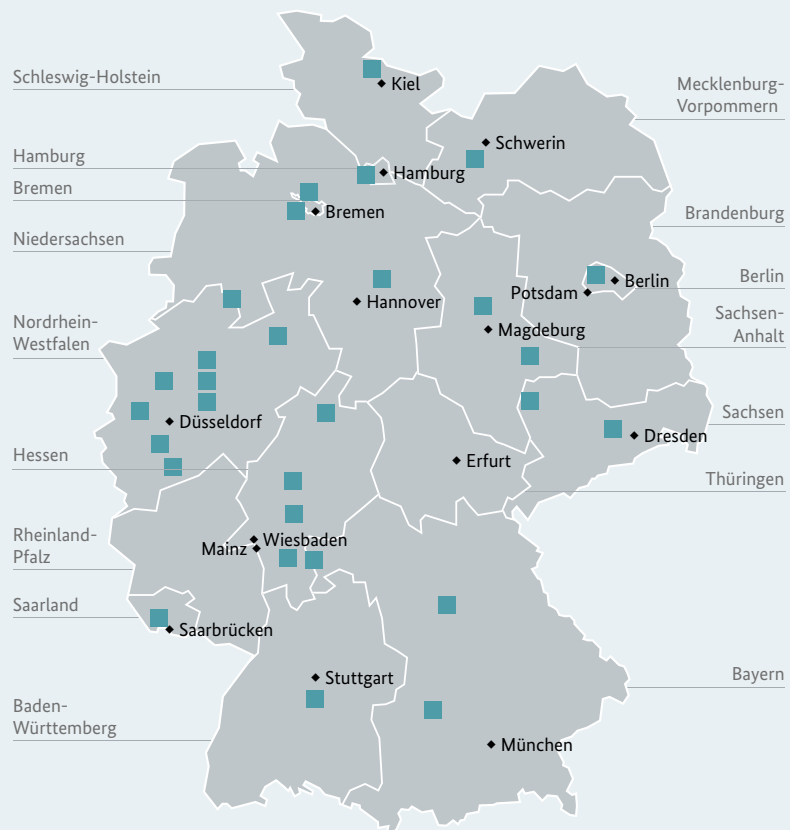 Schleswig-Holstein
Kiel
Mecklenburg-
Vorpommern
Schwerin
Hamburg
Hamburg
Bremen
Bremen
Brandenburg
Niedersachsen
Berlin
Berlin
Potsdam
Hannover
Sachsen-
Anhalt
Nordrhein-
Westfalen
Magdeburg
Düsseldorf
Sachsen
Dresden
Hessen
Erfurt
Thüringen
Rheinland-
Pfalz
Wiesbaden
Mainz
Saarland
Saarbrücken
Bayern
Stuttgart
Baden-
Württemberg
München